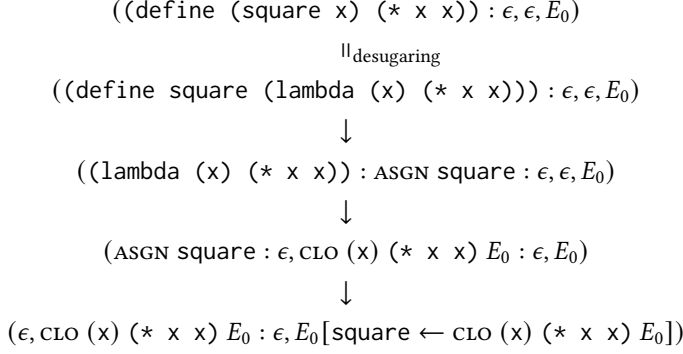 ((define (square x) (* x x)) : ϵ, ϵ, E₀)
॥desugaring
((define square (lambda (x) (* x x))) : ϵ, ϵ, E₀)
↓
((lambda (x) (* x x)) : ASGN square : ϵ, ϵ, E₀)
↓
(ASGN square : ϵ, CLO (x) (* x x) E₀ : ϵ, E₀)
↓
(ϵ, CLO (x) (* x x) E₀ : ϵ, E₀[square ← CLO (x) (* x x) E₀])